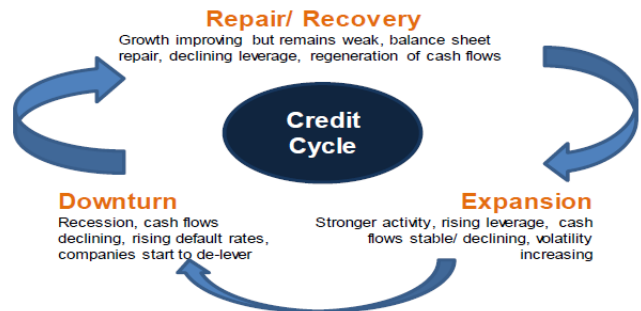 Repair/ Recovery
Growth improving but remains weak, balance sheet
repair, declining leverage, regeneration of cash flows
Credit
Cycle
Downturn
Recession, cash flows
declining, rising default rates,
companies start to de-lever
Expansion
Stronger activity, rising leverage, cash
flows stable/ declining, volatility
increasing